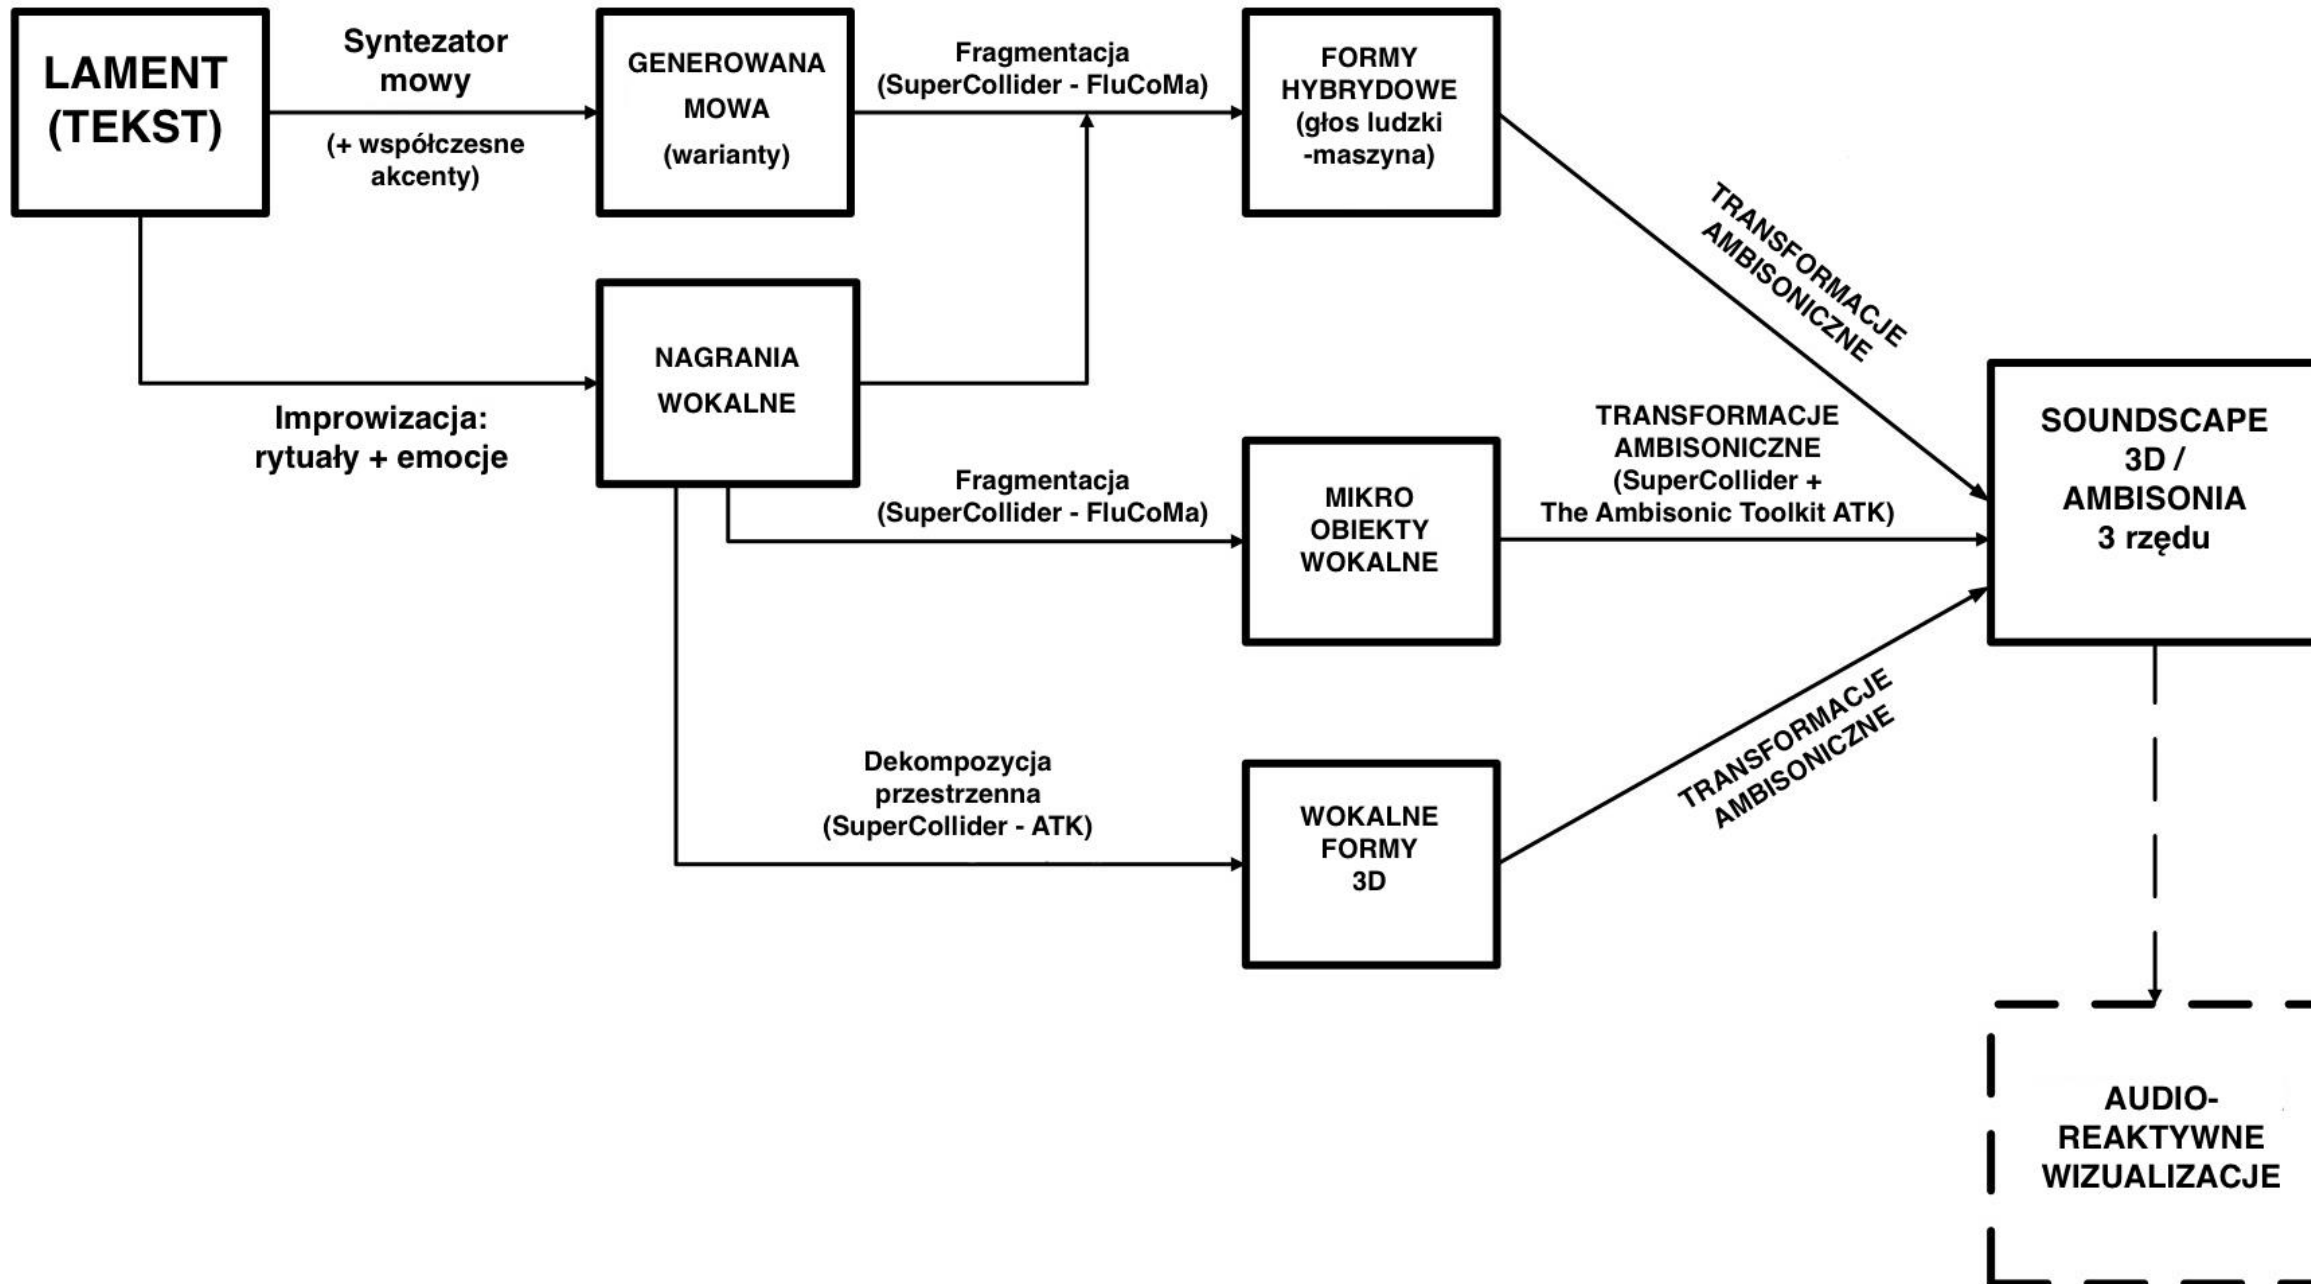 LAMENT
(TEKST)
Syntezator
mowy
(+ współczesne
akcenty)
GENEROWANA
MOWA
(warianty)
Fragmentacja
(SuperCollider - FluCoMa)
FORMY
HYBRYDOWE
(głos ludzki
-maszyna)
TRANSFORMACJE
AMBISONICZNE
Improwizacja:
rytuały + emocje
NAGRANIA
WOKALNE
Fragmentacja
(SuperCollider - FluCoMa)
MIKRO
OBIEKTY
WOKALNE
TRANSFORMACJE
AMBISONICZNE
(SuperCollider +
The Ambisonic Toolkit ATK)
SOUNDSCAPE
3D /
AMBISONIA
3 rzędu
Dekompozycja
przestrzenna
(SuperCollider - ATK)
WOKALNE
FORMY
3D
TRANSFORMACJE
AMBISONICZNE
AUDIO-
REAKTYWNE
WIZUALIZACJE